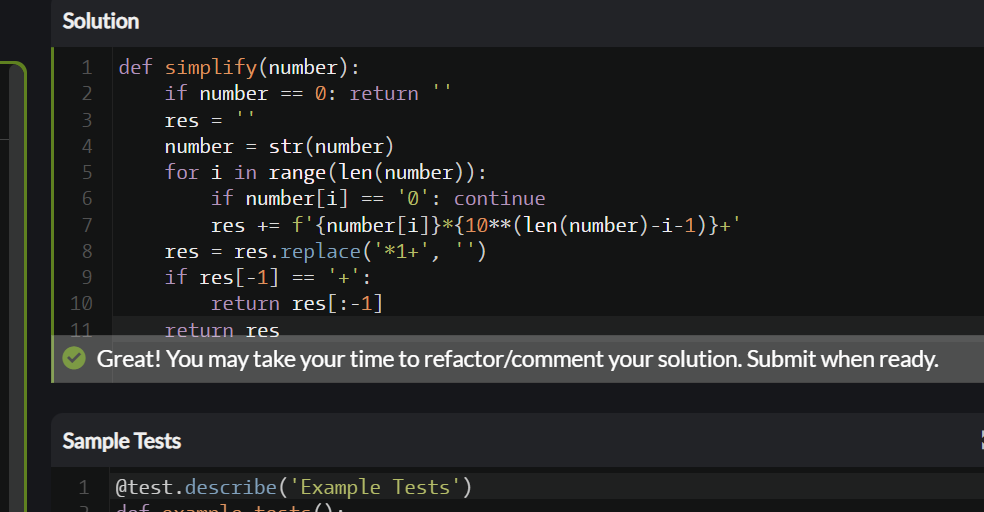 Solution
1 def simplify(number):
2     if number == 0: return ''
3     res = ''
4     number = str(number)
5     for i in range(len(number)):
6         if number[i] == '0': continue
7         res += f'{number[i]}*{10**(len(number)-i-1)}+'
8     res = res.replace('*1+', '')
9     if res[-1] == '+':
10         return res[:-1]
11     return res
Great! You may take your time to refactor/comment your solution. Submit when ready.
Sample Tests
1 @test.describe('Example Tests')
2 def example_tests():